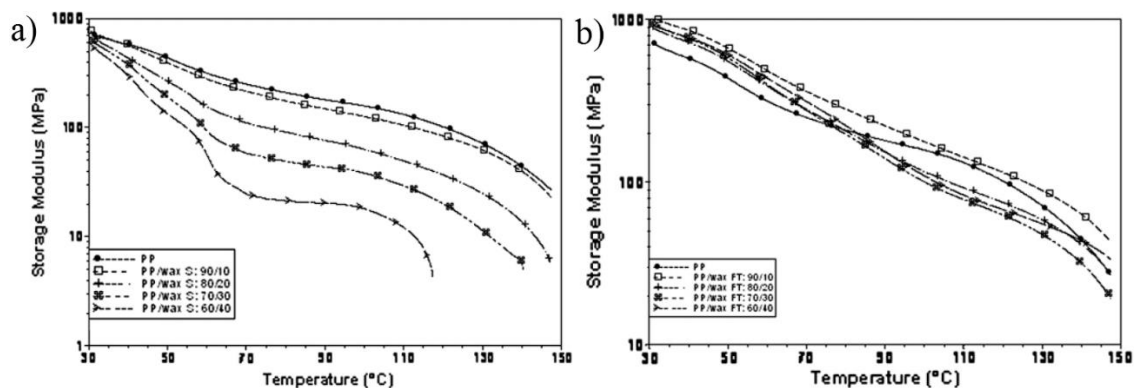 a)
1000
100
10
1
Storage Modulus (MPa)
PP
PP/wax S: 90/10
PP/wax S: 80/20
PP/wax S: 70/30
PP/wax S: 60/40
30 50 70 90 110 130 150
Temperature (°C)
b)
1000
100
10
Storage Modulus (MPa)
PP
PP/wax FT: 90/10
PP/wax FT: 80/20
PP/wax FT: 70/30
PP/wax FT: 60/40
30 50 70 90 110 130 150
Temperature (°C)